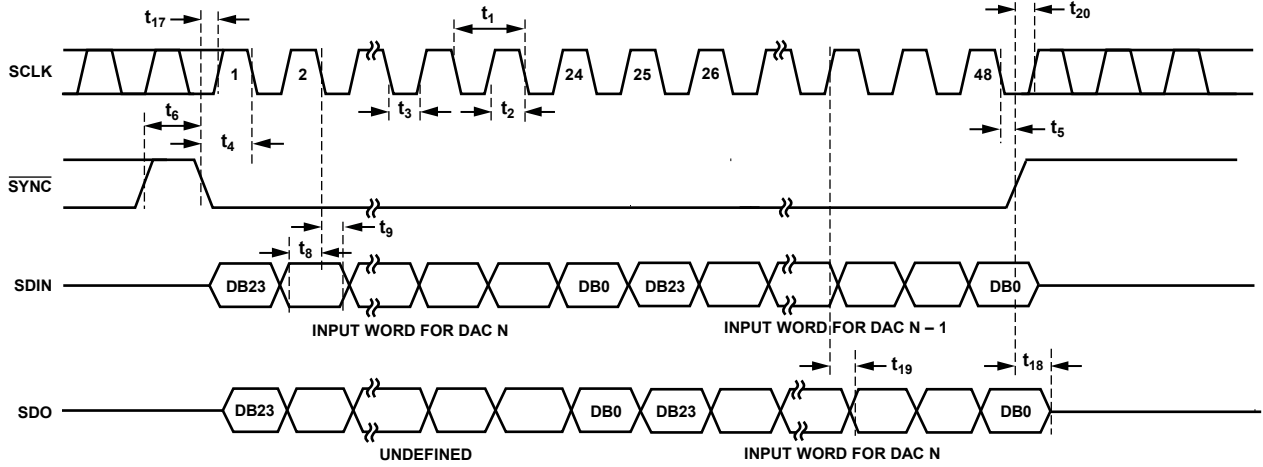 t17
t1
t20
SCLK
1
2
24
25
26
48
t3
t2
t6
t4
t5
SYNC
t9
t8
SDIN
DB23
DB0
DB23
DB0
INPUT WORD FOR DAC N
INPUT WORD FOR DAC N – 1
t19
t18
SDO
DB23
DB0
DB23
DB0
UNDEFINED
INPUT WORD FOR DAC N